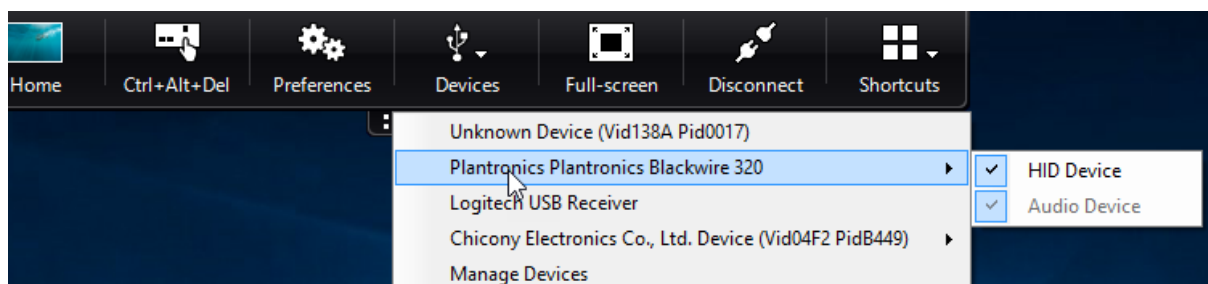 Home Ctrl+Alt+Del Preferences Devices Full-screen Disconnect Shortcuts
Unknown Device (Vid138A Pid0017)
Plantronics Plantronics Blackwire 320
HID Device
Logitech USB Receiver
Audio Device
Chicony Electronics Co., Ltd. Device (Vid04F2 PidB449)
Manage Devices